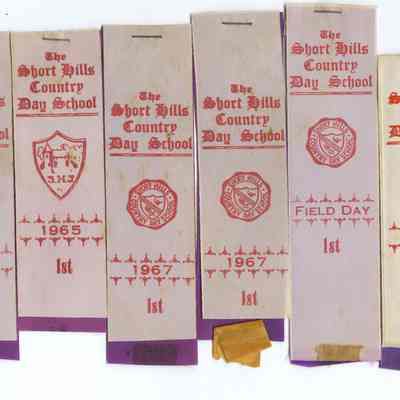 The
Short Hills
Country
Day School
S.H.S
1965
1st
The
Short Hills
Country
Day School
1967
1st
The
Short Hills
Country
Day School
1967
1st
The
Short Hills
Country
Day School
FIELD DAY
1st